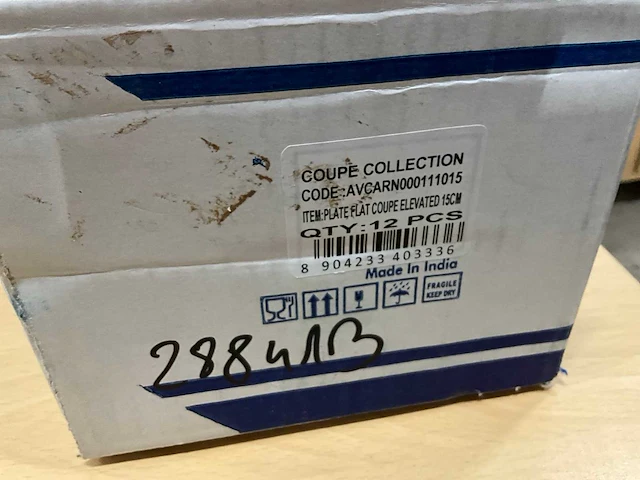 COUPE COLLECTION
CODE:AVCARN000111015
ITEM:PLATE FLAT COUPE ELEVATED 15CM
QTY:12 PCS
8 904233 403336
Made In India
FRAGILE
KEEP DRY
28841B